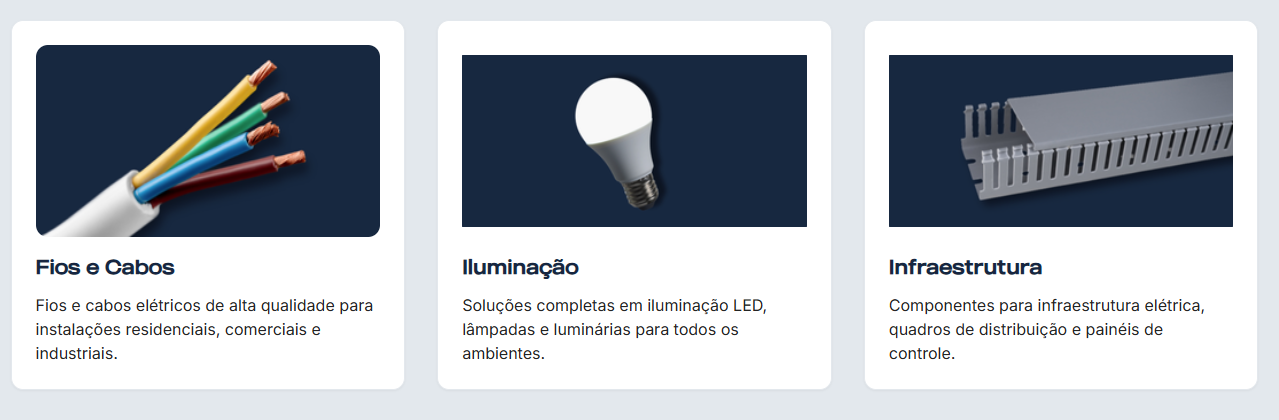 Fios e Cabos
Fios e cabos elétricos de alta qualidade para
instalações residenciais, comerciais e
industriais.
Iluminação
Soluções completas em iluminação LED,
lâmpadas e luminárias para todos os
ambientes.
Infraestrutura
Componentes para infraestrutura elétrica,
quadros de distribuição e painéis de
controle.